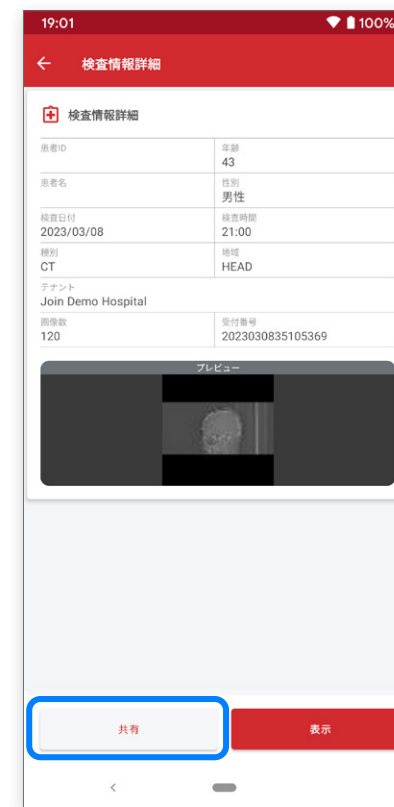 19:01 100%
検査情報詳細
検査情報詳細
患者ID 年齢
43
患者名 性別
男性
検査日付 検査時間
2023/03/08 21:00
種別 地域
CT HEAD
テナント
Join Demo Hospital
画像数 受付番号
120 2023030835105369
プレビュー
共有 表示